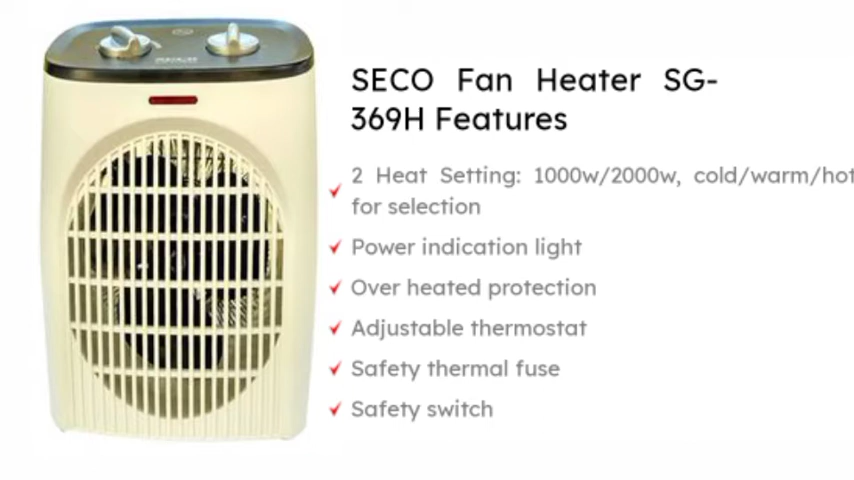 SECO Fan Heater SG-
369H Features
2 Heat Setting: 1000w/2000w, cold/warm/hot
for selection
Power indication light
Over heated protection
Adjustable thermostat
Safety thermal fuse
Safety switch